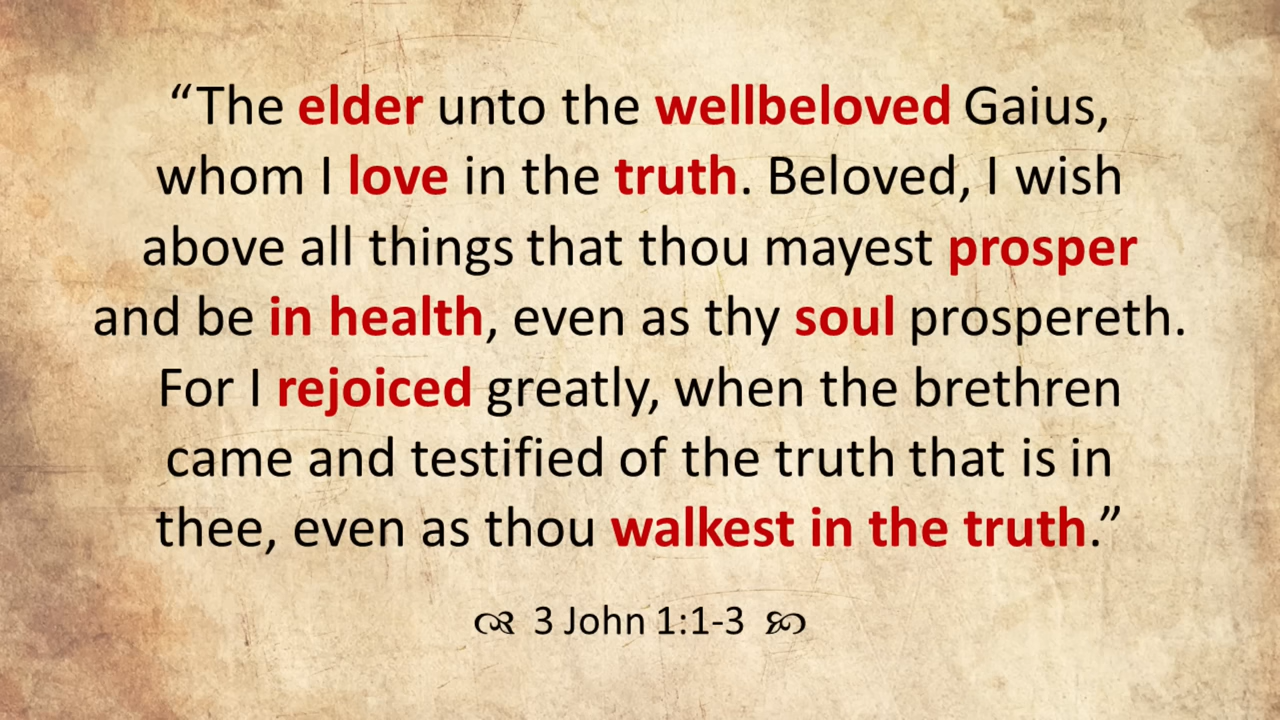 “The elder unto the wellbeloved Gaius,
whom I love in the truth. Beloved, I wish
above all things that thou mayest prosper
and be in health, even as thy soul prospereth.
For I rejoiced greatly, when the brethren
came and testified of the truth that is in
thee, even as thou walkest in the truth.”
3 John 1:1-3